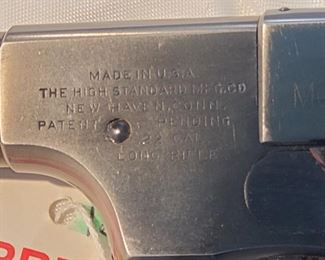 MADE IN U.S.A.
THE HIGH STANDARD MFG.CO
NEW HAVEN, CONN.
PATENT PENDING
.22 CAL
LONG RIFLE
M